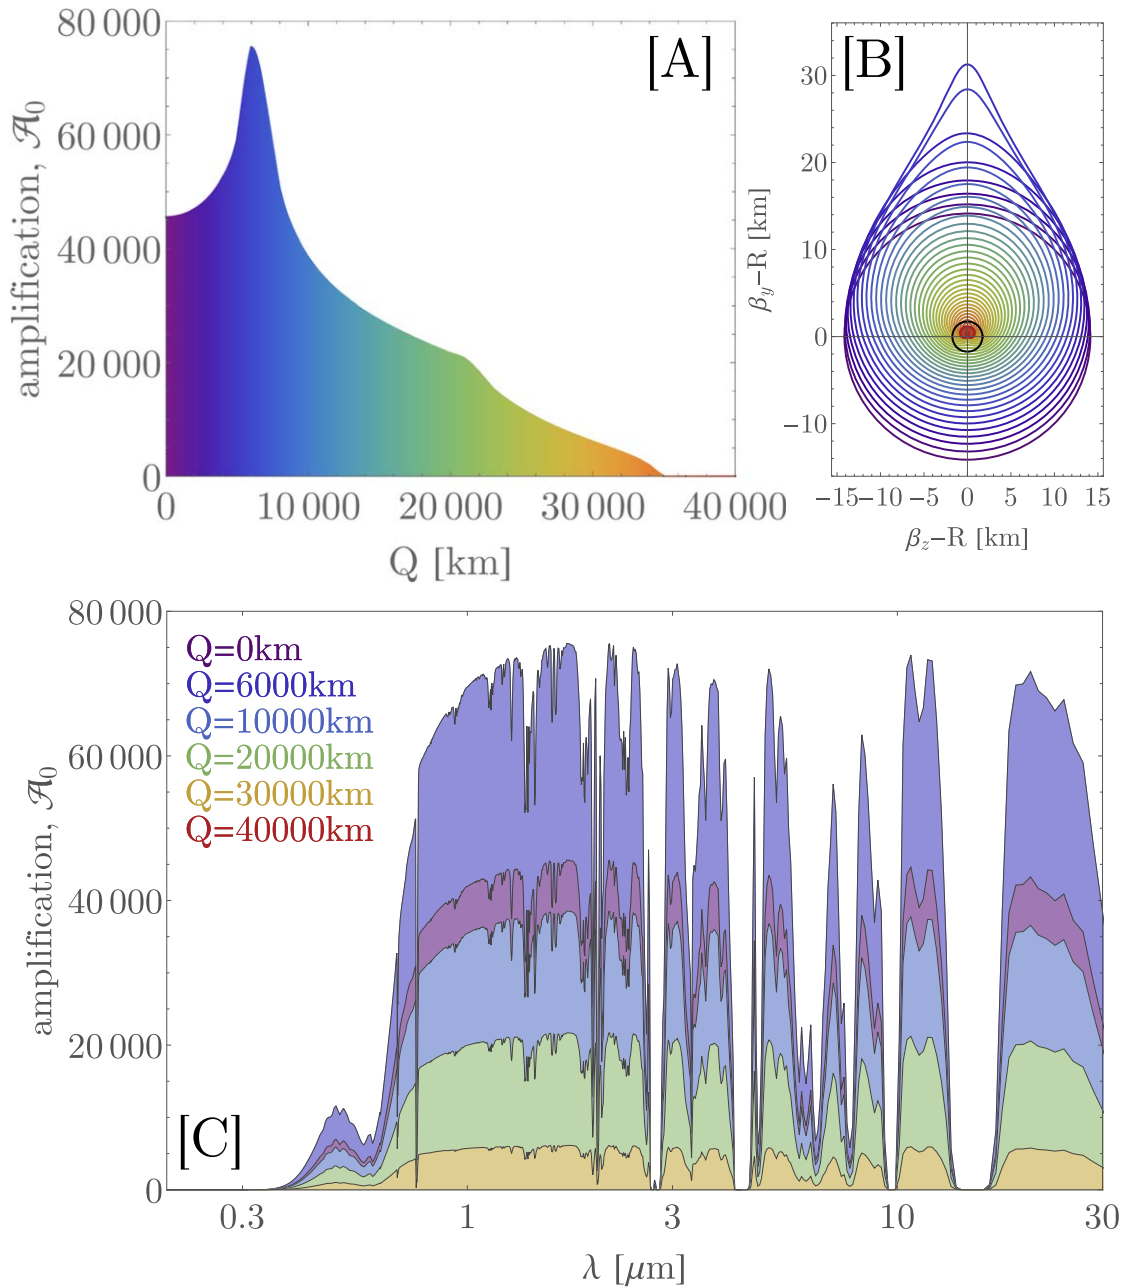 80 000
60 000
40 000
20 000
0
amplification, 𝒜₀
[A]
0
10 000
20 000
30 000
40 000
Q [km]
[B]
30
20
10
0
−10
βy−R [km]
−15
−10
−5
0
5
10
15
βz−R [km]
80 000
60 000
40 000
20 000
0
amplification, 𝒜₀
Q=0km
Q=6000km
Q=10000km
Q=20000km
Q=30000km
Q=40000km
[C]
0.3
1
3
10
30
λ [μm]